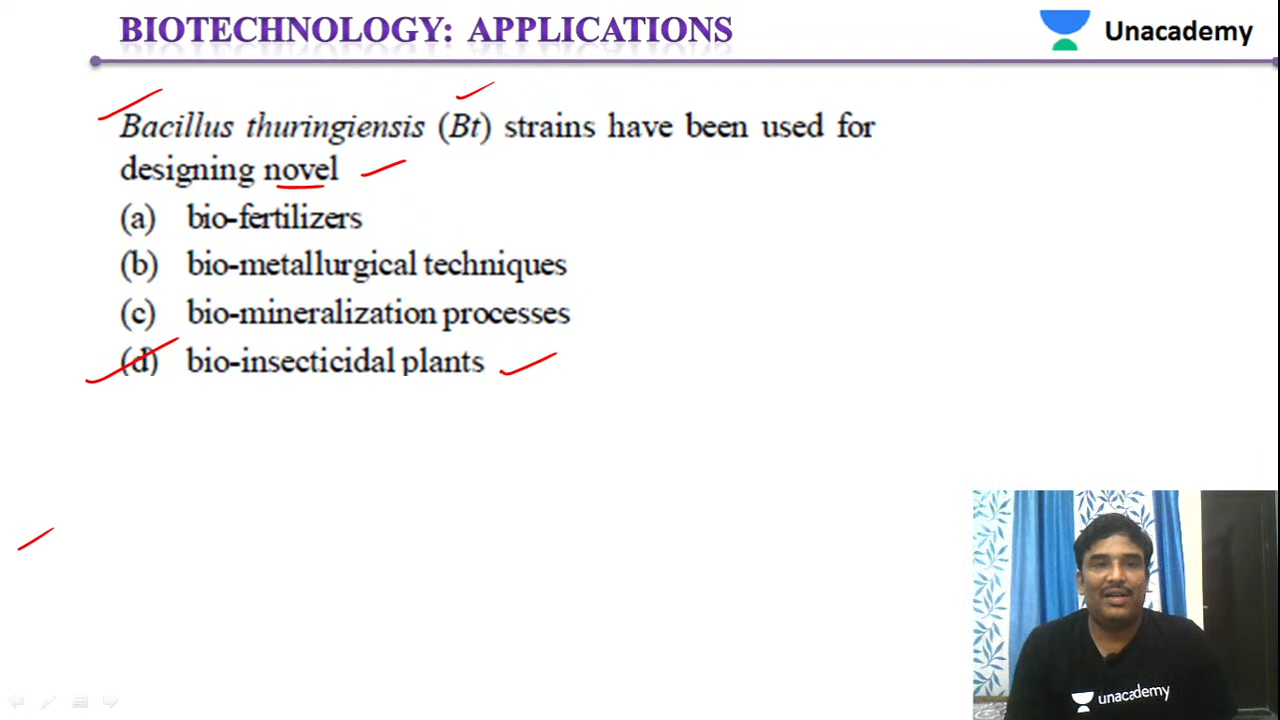 BIOTECHNOLOGY: APPLICATIONS
Unacademy
Bacillus thuringiensis (Bt) strains have been used for
designing novel
(a) bio-fertilizers
(b) bio-metallurgical techniques
(c) bio-mineralization processes
(d) bio-insecticidal plants
unacademy